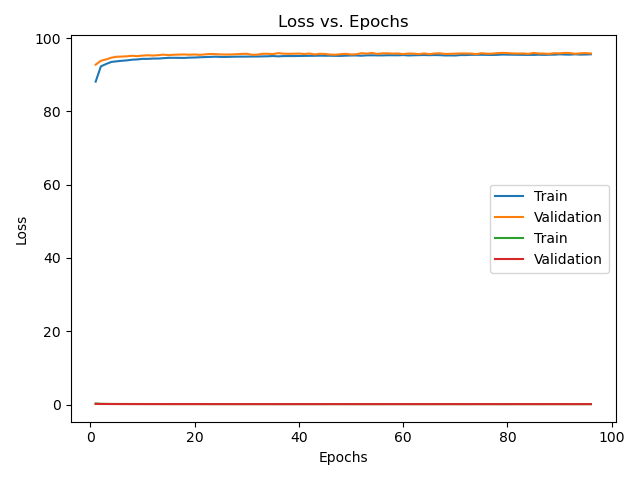 Loss vs. Epochs
100
80
60
40
20
0
Loss
Train
Validation
Train
Validation
0 20 40 60 80 100
Epochs